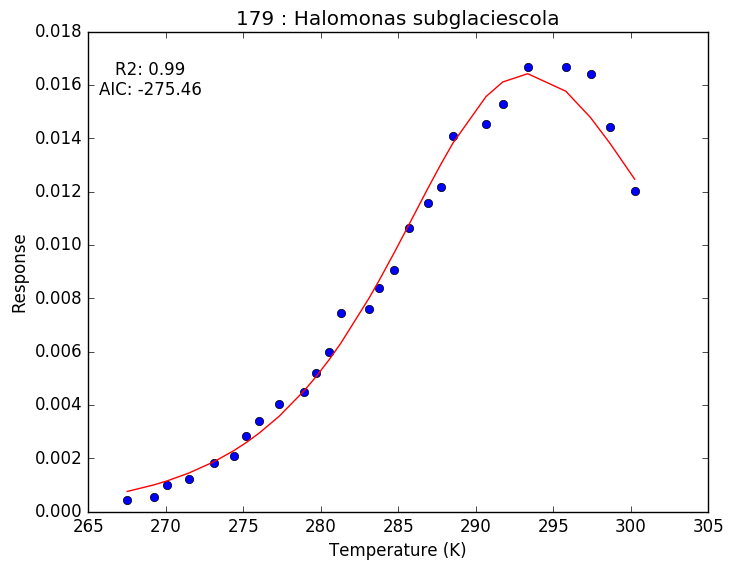 179 : Halomonas subglaciescola
R2: 0.99
AIC: -275.46
Response
0.018
0.016
0.014
0.012
0.010
0.008
0.006
0.004
0.002
0.000
265 270 275 280 285 290 295 300 305
Temperature (K)